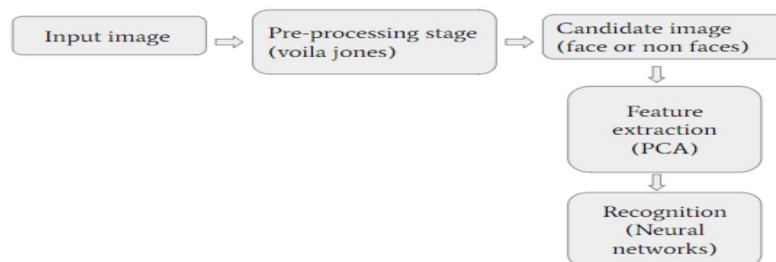 Input image
Pre-processing stage
(voila jones)
Candidate image
(face or non faces)
Feature
extraction
(PCA)
Recognition
(Neural
networks)